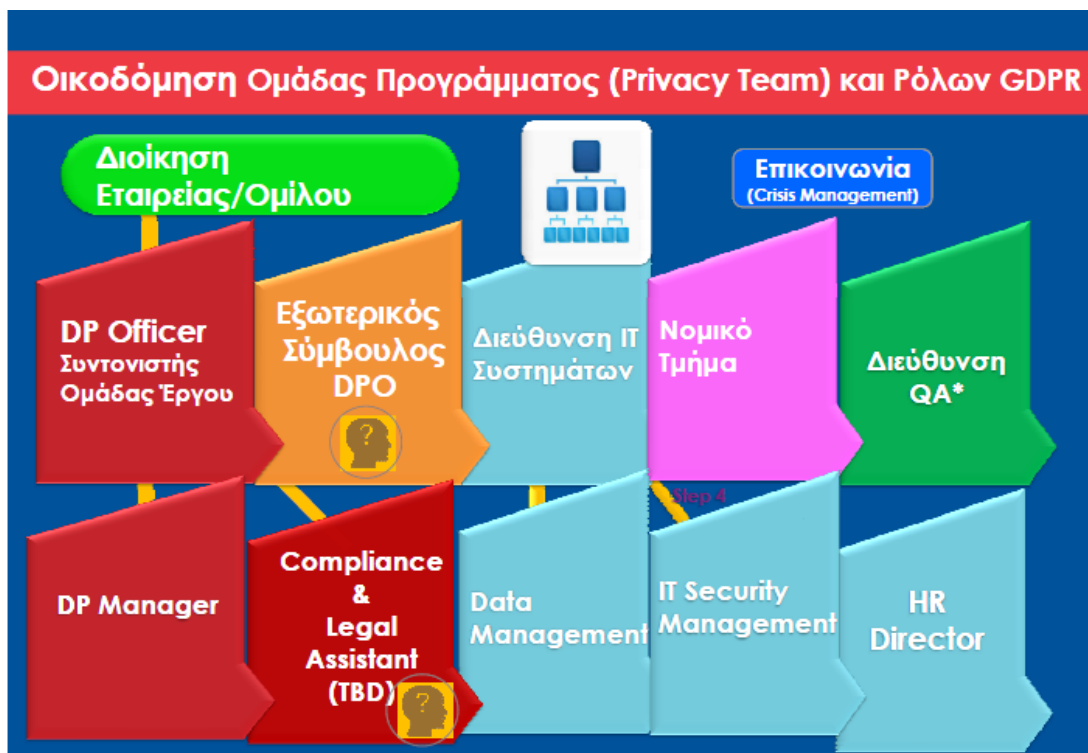 Οικοδόμηση Ομάδας Προγράμματος (Privacy Team) και Ρόλων GDPR
Διοίκηση
Εταιρείας/Ομίλου
Επικοινωνία
(Crisis Management)
DP Officer
Συντονιστής
Ομάδας Έργου
Εξωτερικός
Σύμβουλος
DPO
?
Διεύθυνση IT
Συστημάτων
Νομικό
Τμήμα
Διεύθυνση
QA*
Step 4
DP Manager
Compliance
&
Legal
Assistant
(TBD)
?
Data
Management
IT Security
Management
HR
Director